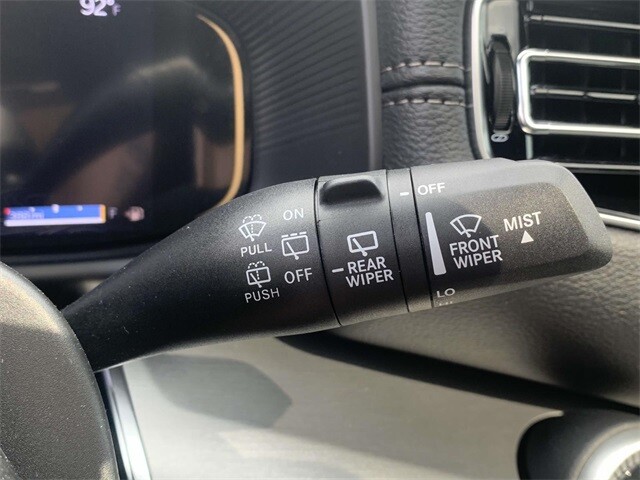 92°F
F
ON
PULL
OFF
PUSH
REAR
WIPER
OFF
FRONT
WIPER
MIST
LO